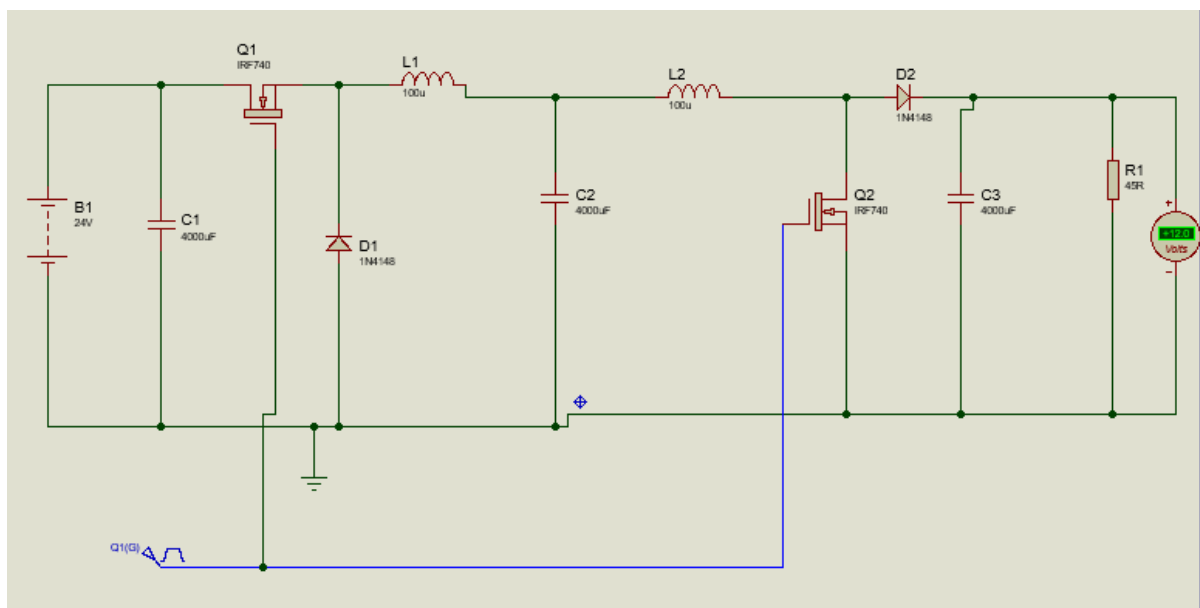 Q1
IRF740
L1
100u
L2
100u
D2
1N4148
B1
24V
C1
4000uF
D1
1N4148
C2
4000uF
Q2
IRF740
C3
4000uF
R1
45R
+
+12.0
Volts
-
Q1(G)